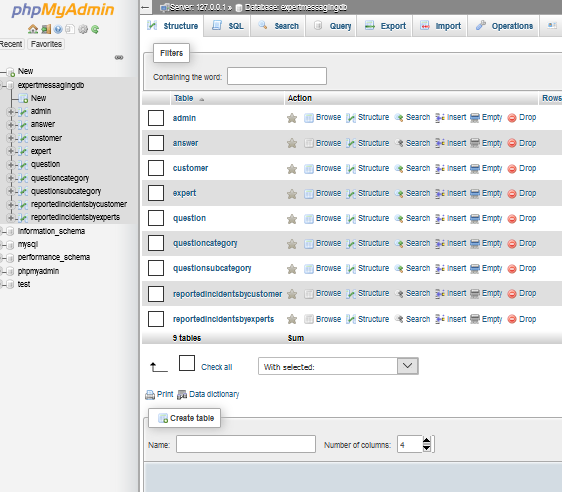 phpMyAdmin
Recent Favorites
New
expertmessagingdb
New
admin
answer
customer
expert
question
questioncategory
questionsubcategory
reportedincidentsbycustomer
reportedincidentsbyexperts
information_schema
mysql
performance_schema
phpmyadmin
test
Server: 127.0.0.1 » Database: expertmessagingdb
Structure SQL Search Query Export Import Operations
Filters
Containing the word:
Table Action Rows
admin Browse Structure Search Insert Empty Drop
answer Browse Structure Search Insert Empty Drop
customer Browse Structure Search Insert Empty Drop
expert Browse Structure Search Insert Empty Drop
question Browse Structure Search Insert Empty Drop
questioncategory Browse Structure Search Insert Empty Drop
questionsubcategory Browse Structure Search Insert Empty Drop
reportedincidentsbycustomer Browse Structure Search Insert Empty Drop
reportedincidentsbyexperts Browse Structure Search Insert Empty Drop
9 tables Sum
Check all With selected:
Print Data dictionary
Create table
Name: Number of columns: 4